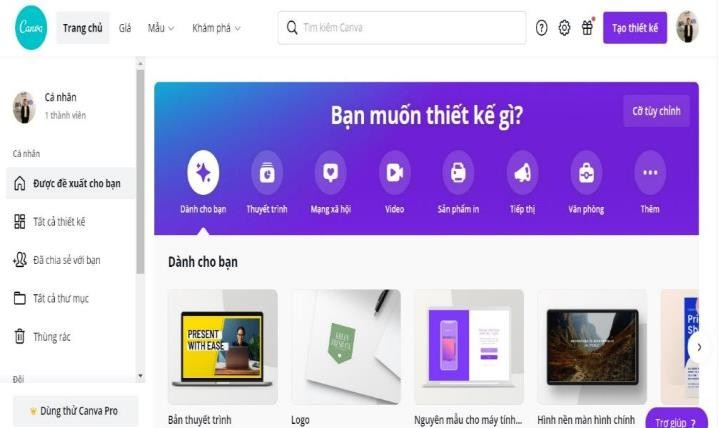 Canva
Trang chủ
Giá
Mẫu
Khám phá
Tìm kiếm Canva
Tạo thiết kế
Cá nhân
1 thành viên
Cá nhân
Được đề xuất cho bạn
Tất cả thiết kế
Đã chia sẻ với bạn
Tất cả thư mục
Thùng rác
Đội
Dùng thử Canva Pro
Bạn muốn thiết kế gì?
Cỡ tùy chỉnh
Dành cho bạn
Thuyết trình
Mạng xã hội
Video
Sản phẩm in
Tiếp thị
Văn phòng
Thêm
Dành cho bạn
PRESENT
WITH EASE
Bản thuyết trình
Logo
Nguyên mẫu cho máy tính...
Hình nền màn hình chính
Trợ giúp ?